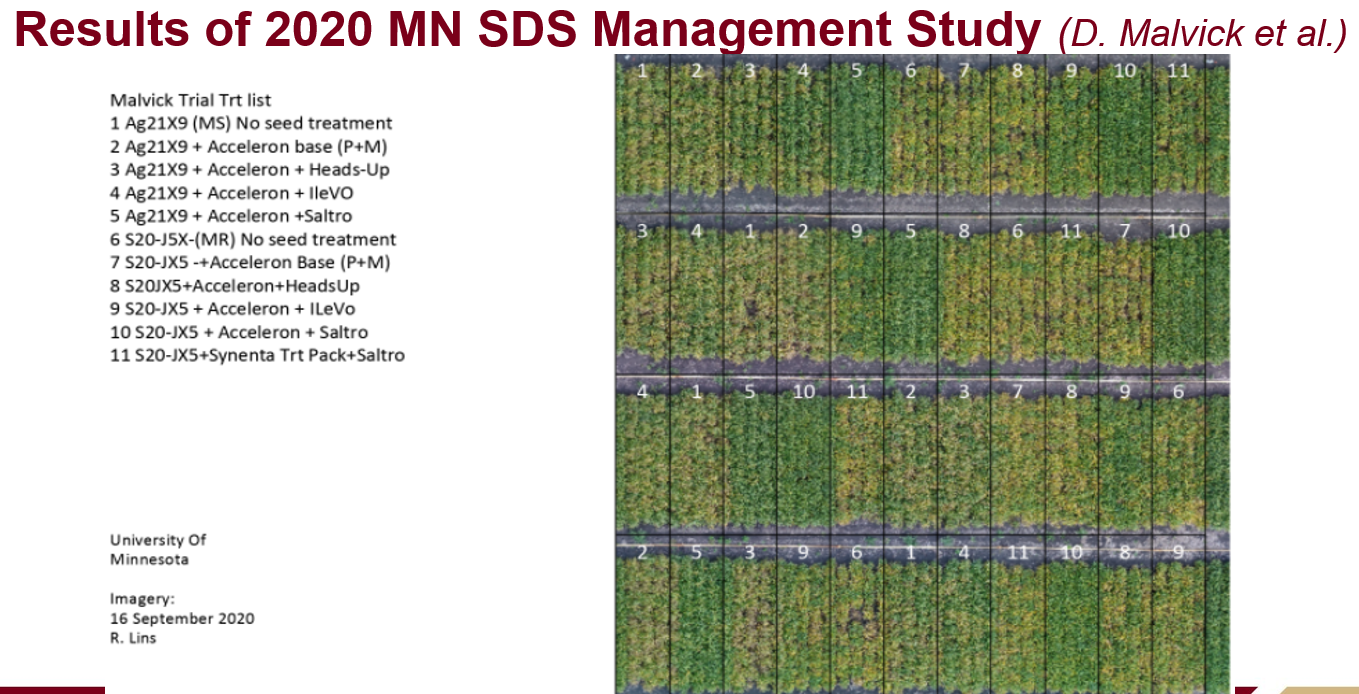 Results of 2020 MN SDS Management Study (D. Malvick et al.)
Malvick Trial Trt list
1 Ag21X9 (MS) No seed treatment
2 Ag21X9 + Acceleron base (P+M)
3 Ag21X9 + Acceleron + Heads-Up
4 Ag21X9 + Acceleron + IleVO
5 Ag21X9 + Acceleron +Saltro
6 S20-J5X-(MR) No seed treatment
7 S20-JX5 -+Acceleron Base (P+M)
8 S20JX5+Acceleron+HeadsUp
9 S20-JX5 + Acceleron + ILeVo
10 S20-JX5 + Acceleron + Saltro
11 S20-JX5+Synenta Trt Pack+Saltro
University Of
Minnesota
Imagery:
16 September 2020
R. Lins
1 2 3 4 5 6 7 8 9 10 11
3 4 1 2 9 5 8 6 11 7 10
4 1 5 10 11 2 3 7 8 9 6
2 5 3 9 6 1 4 11 10 8 9